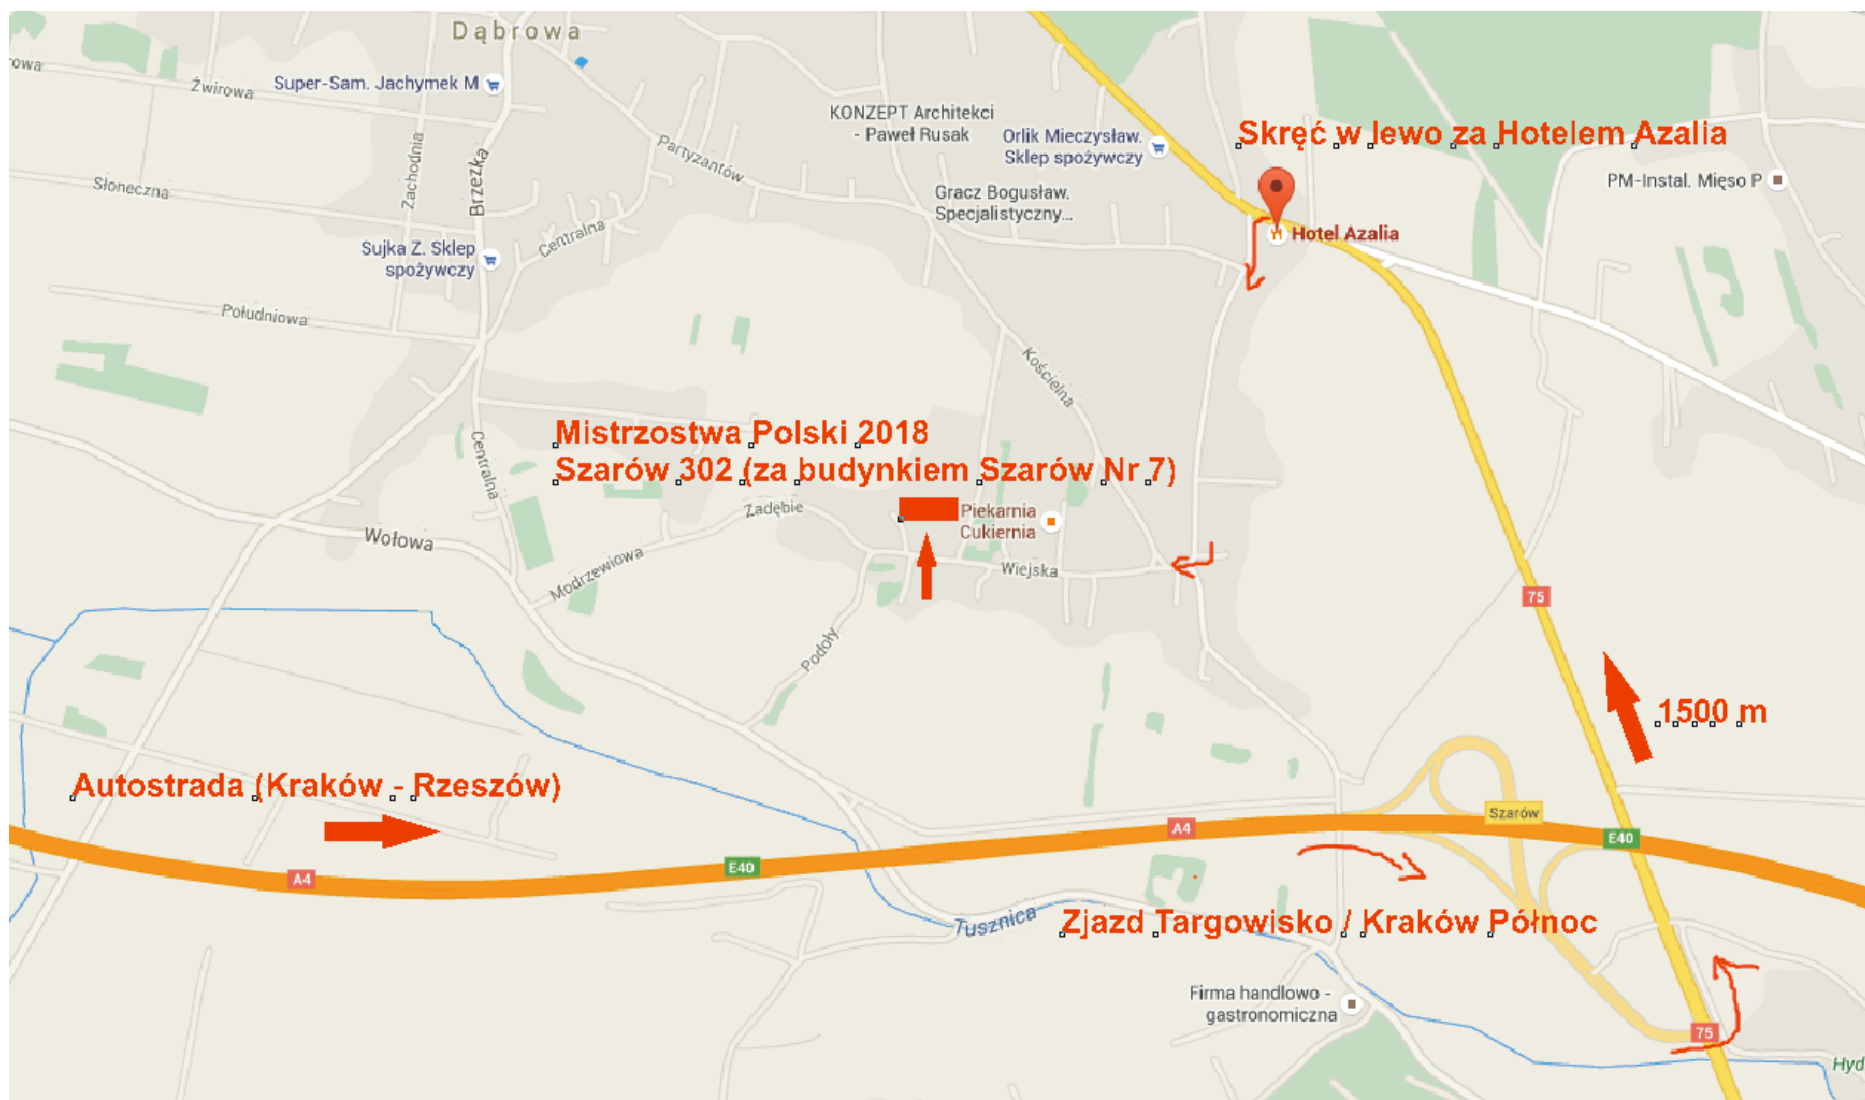 Dąbrowa
owa
Żwirowa
Super-Sam. Jachymek M
Zachodnia
Brzezka
Partyzantów
KONZEPT Architekci
- Paweł Rusak
Orlik Mieczysław.
Sklep spożywczy
Skręć w lewo za Hotelem Azalia
PM-Instal. Mięso P
Słoneczna
Gracz Bogusław.
Specjalistyczny...
Centralna
Hotel Azalia
Sujka Z. Sklep
spożywczy
Południowa
Kościelna
Mistrzostwa Polski 2018
Szarów 302 (za budynkiem Szarów Nr 7)
Centralna
Zadębie
Piekarnia
Cukiernia
Wołowa
Modrzewiowa
Wiejska
75
Podoły
1500 m
Autostrada (Kraków - Rzeszów)
Szarów
A4
E40
E40
A4
Tusznica
Zjazd Targowisko / Kraków Północ
Firma handlowo -
gastronomiczna
75
Hyd